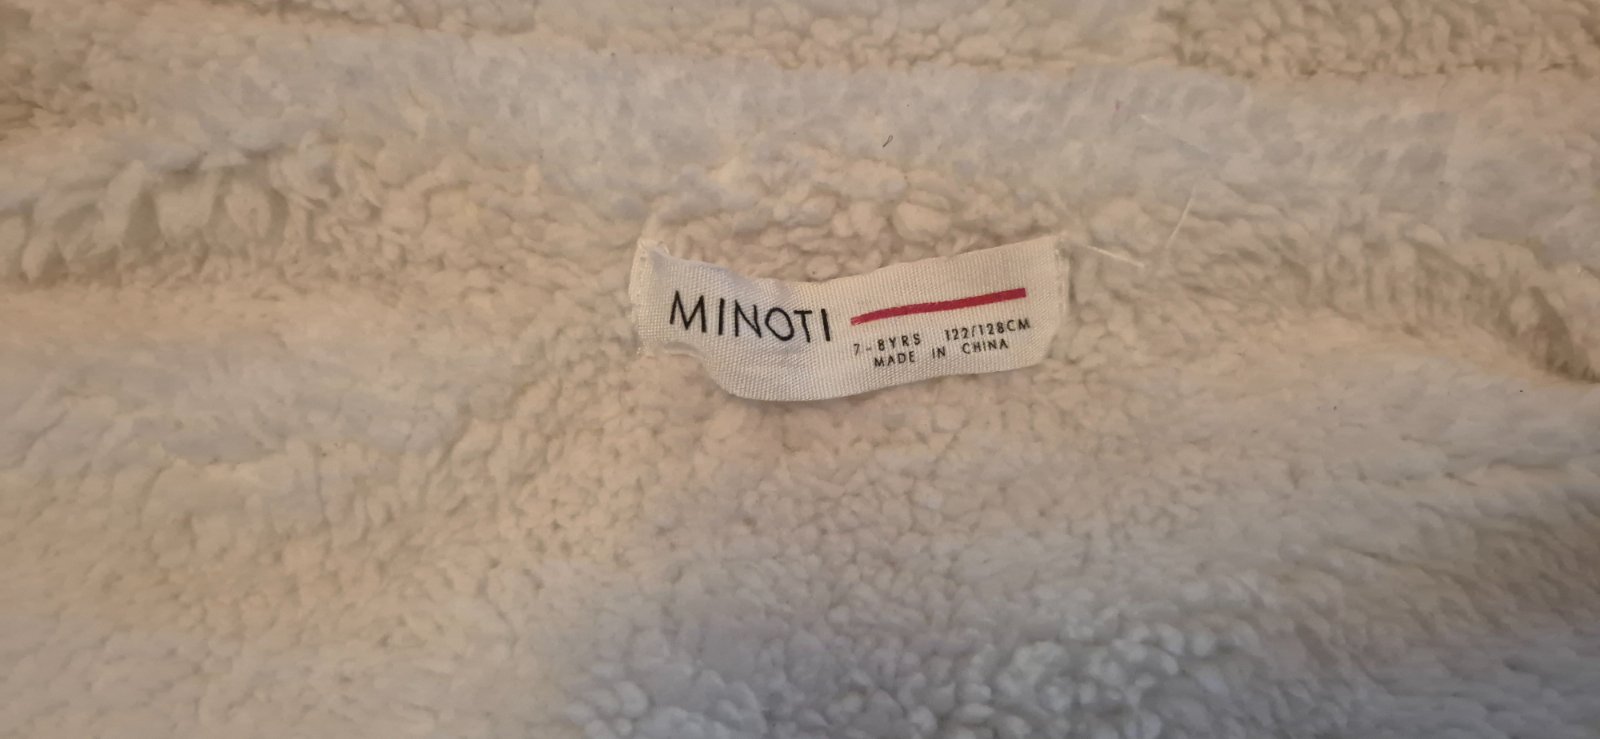 MINOTI
7-8YRS 122/128CM
MADE IN CHINA